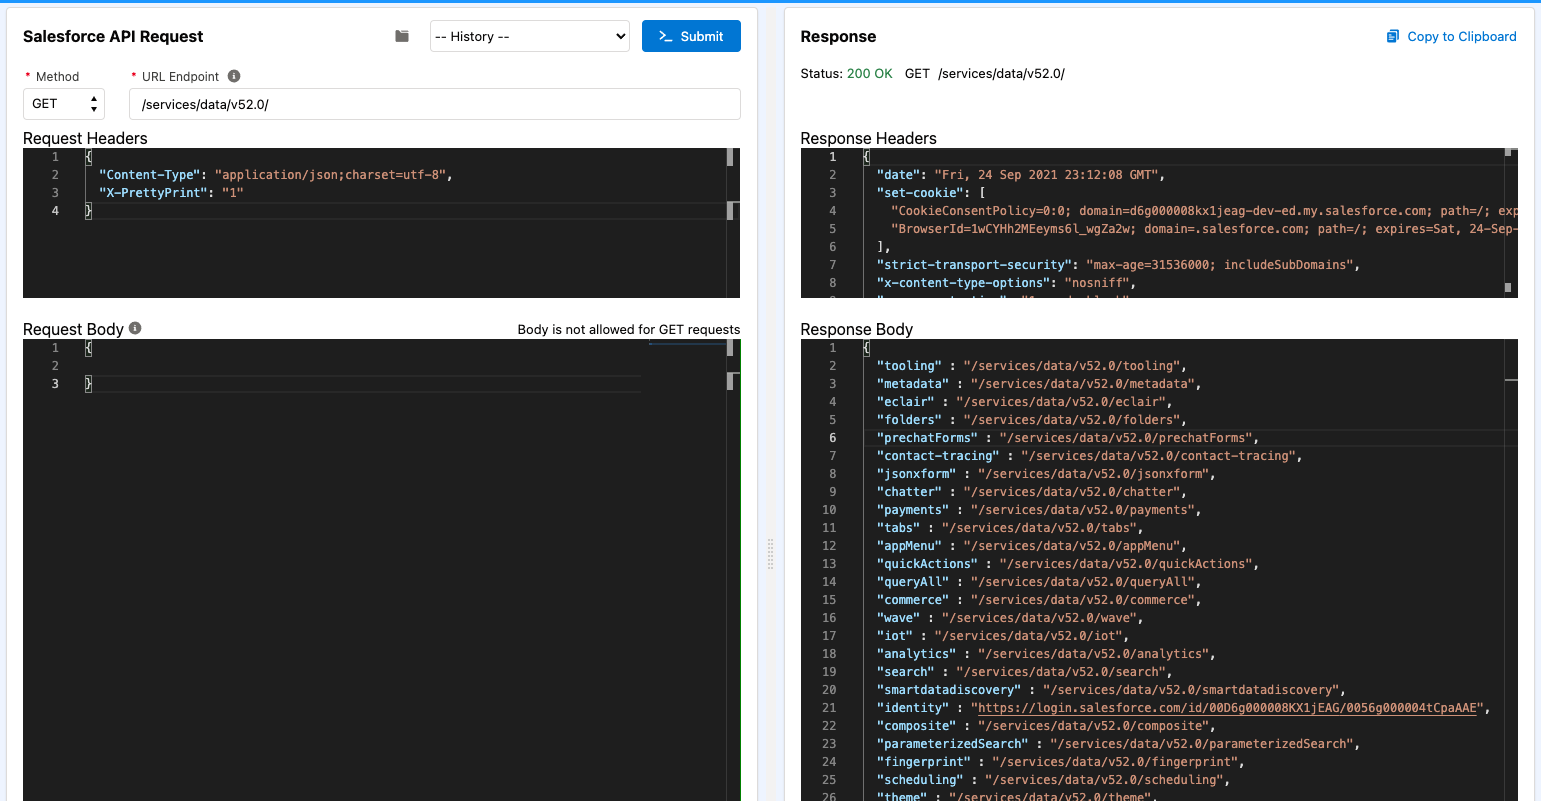 Salesforce API Request
-- History --
Submit
* Method
* URL Endpoint
GET
/services/data/v52.0/
Request Headers
1 {
2 "Content-Type": "application/json;charset=utf-8",
3 "X-PrettyPrint": "1"
4 }
Request Body
Body is not allowed for GET requests
1 {
2
3 }
Response
Copy to Clipboard
Status: 200 OK GET /services/data/v52.0/
Response Headers
1 {
2 "date": "Fri, 24 Sep 2021 23:12:08 GMT",
3 "set-cookie": [
4 "CookieConsentPolicy=0:0; domain=d6g000008kx1jeag-dev-ed.my.salesforce.com; path=/; exp
5 "BrowserId=1wCYHh2MEeyms6l_wgZa2w; domain=.salesforce.com; path=/; expires=Sat, 24-Sep-
6 ],
7 "strict-transport-security": "max-age=31536000; includeSubDomains",
8 "x-content-type-options": "nosniff",
Response Body
1 {
2 "tooling" : "/services/data/v52.0/tooling",
3 "metadata" : "/services/data/v52.0/metadata",
4 "eclair" : "/services/data/v52.0/eclair",
5 "folders" : "/services/data/v52.0/folders",
6 "prechatForms" : "/services/data/v52.0/prechatForms",
7 "contact-tracing" : "/services/data/v52.0/contact-tracing",
8 "jsonxform" : "/services/data/v52.0/jsonxform",
9 "chatter" : "/services/data/v52.0/chatter",
10 "payments" : "/services/data/v52.0/payments",
11 "tabs" : "/services/data/v52.0/tabs",
12 "appMenu" : "/services/data/v52.0/appMenu",
13 "quickActions" : "/services/data/v52.0/quickActions",
14 "queryAll" : "/services/data/v52.0/queryAll",
15 "commerce" : "/services/data/v52.0/commerce",
16 "wave" : "/services/data/v52.0/wave",
17 "iot" : "/services/data/v52.0/iot",
18 "analytics" : "/services/data/v52.0/analytics",
19 "search" : "/services/data/v52.0/search",
20 "smartdatadiscovery" : "/services/data/v52.0/smartdatadiscovery",
21 "identity" : "https://login.salesforce.com/id/00D6g000008KX1jEAG/0056g000004tCpaAAE",
22 "composite" : "/services/data/v52.0/composite",
23 "parameterizedSearch" : "/services/data/v52.0/parameterizedSearch",
24 "fingerprint" : "/services/data/v52.0/fingerprint",
25 "scheduling" : "/services/data/v52.0/scheduling",
26 "theme" : "/services/data/v52.0/theme",